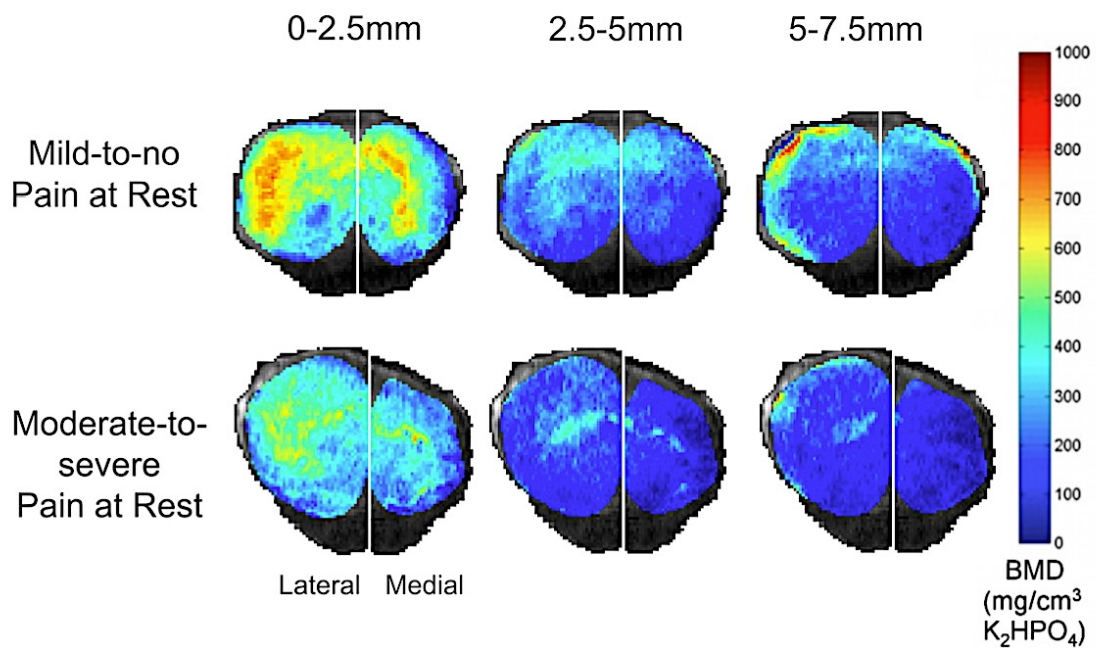 0-2.5mm 2.5-5mm 5-7.5mm
Mild-to-no
Pain at Rest
Moderate-to-
severe
Pain at Rest
Lateral Medial
1000
900
800
700
600
500
400
300
200
100
0
BMD
(mg/cm³
K₂HPO₄)